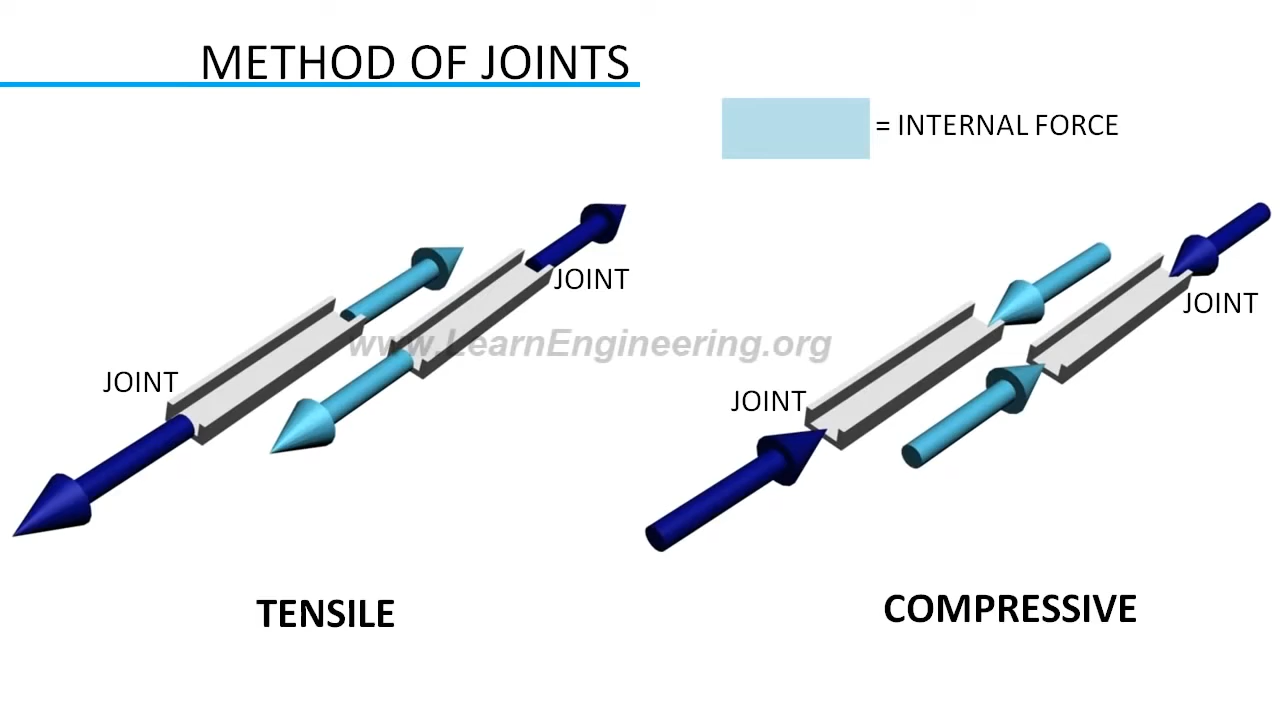 METHOD OF JOINTS
= INTERNAL FORCE
JOINT
JOINT
www.LearnEngineering.org
JOINT
JOINT
TENSILE
COMPRESSIVE